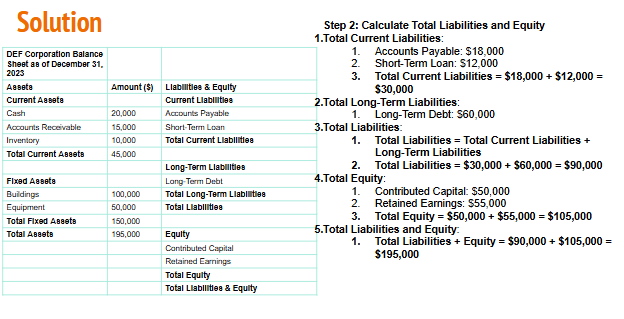 Solution
DEF Corporation Balance
Sheet as of December 31,
2023
Assets Amount ($) Liabilities & Equity
Current Assets Current Liabilities
Cash 20,000 Accounts Payable
Accounts Receivable 15,000 Short-Term Loan
Inventory 10,000 Total Current Liabilities
Total Current Assets 45,000
Long-Term Liabilities
Fixed Assets Long-Term Debt
Buildings 100,000 Total Long-Term Liabilities
Equipment 50,000 Total Liabilities
Total Fixed Assets 150,000
Total Assets 195,000 Equity
Contributed Capital
Retained Earnings
Total Equity
Total Liabilities & Equity
Step 2: Calculate Total Liabilities and Equity
1.Total Current Liabilities:
1. Accounts Payable: $18,000
2. Short-Term Loan: $12,000
3. Total Current Liabilities = $18,000 + $12,000 =
$30,000
2.Total Long-Term Liabilities:
1. Long-Term Debt: $60,000
3.Total Liabilities:
1. Total Liabilities = Total Current Liabilities +
Long-Term Liabilities
2. Total Liabilities = $30,000 + $60,000 = $90,000
4.Total Equity:
1. Contributed Capital: $50,000
2. Retained Earnings: $55,000
3. Total Equity = $50,000 + $55,000 = $105,000
5.Total Liabilities and Equity:
1. Total Liabilities + Equity = $90,000 + $105,000 =
$195,000